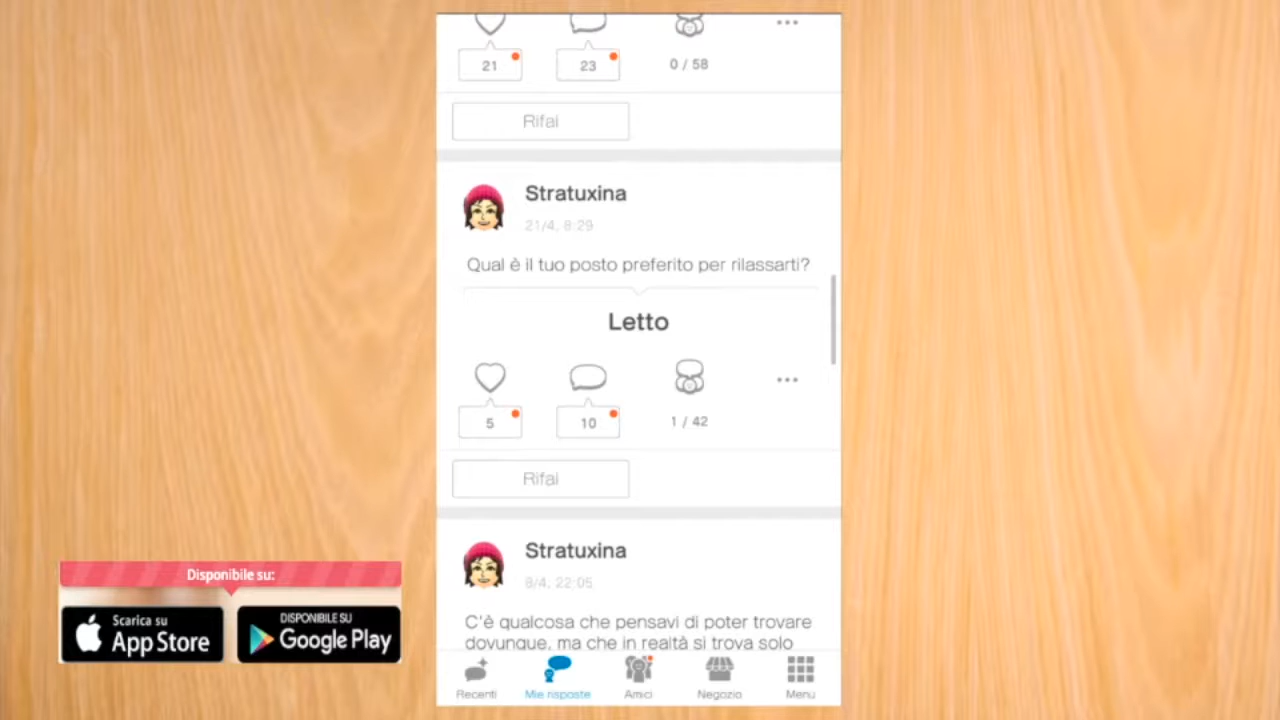 21
23
0 / 58
Rifai
Stratuxina
21/4, 8:29
Qual è il tuo posto preferito per rilassarti?
Letto
5
10
1 / 42
Rifai
Stratuxina
8/4, 22:05
C'è qualcosa che pensavi di poter trovare
dovunque, ma che in realtà si trova solo
Recenti
Mie risposte
Amici
Negozio
Menu
Disponibile su:
Scarica su
App Store
DISPONIBILE SU
Google Play